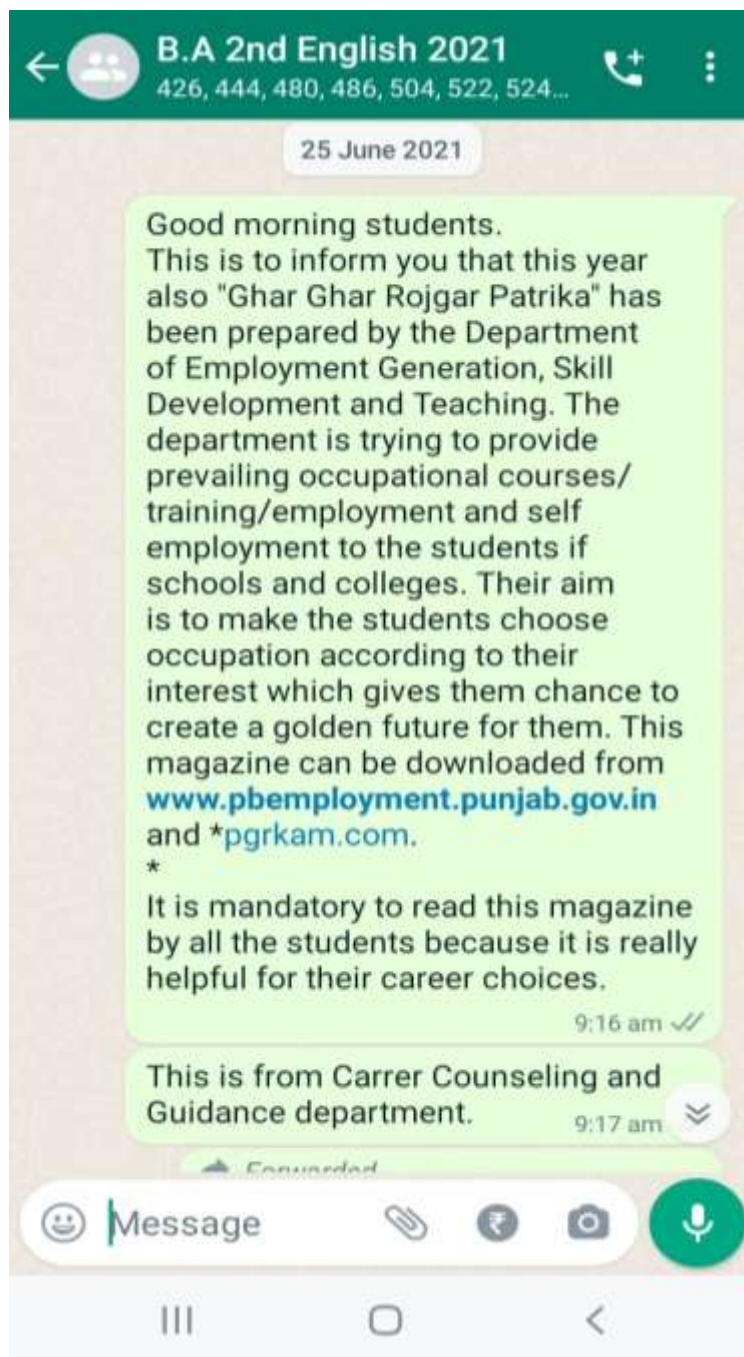 B.A 2nd English 2021
426, 444, 480, 486, 504, 522, 524...
25 June 2021
Good morning students.
This is to inform you that this year
also "Ghar Ghar Rojgar Patrika" has
been prepared by the Department
of Employment Generation, Skill
Development and Teaching. The
department is trying to provide
prevailing occupational courses/
training/employment and self
employment to the students if
schools and colleges. Their aim
is to make the students choose
occupation according to their
interest which gives them chance to
create a golden future for them. This
magazine can be downloaded from
www.pbemployment.punjab.gov.in
and *pgrkam.com.
*
It is mandatory to read this magazine
by all the students because it is really
helpful for their career choices.
9:16 am
This is from Carrer Counseling and
Guidance department.
9:17 am
Forwarded
Message